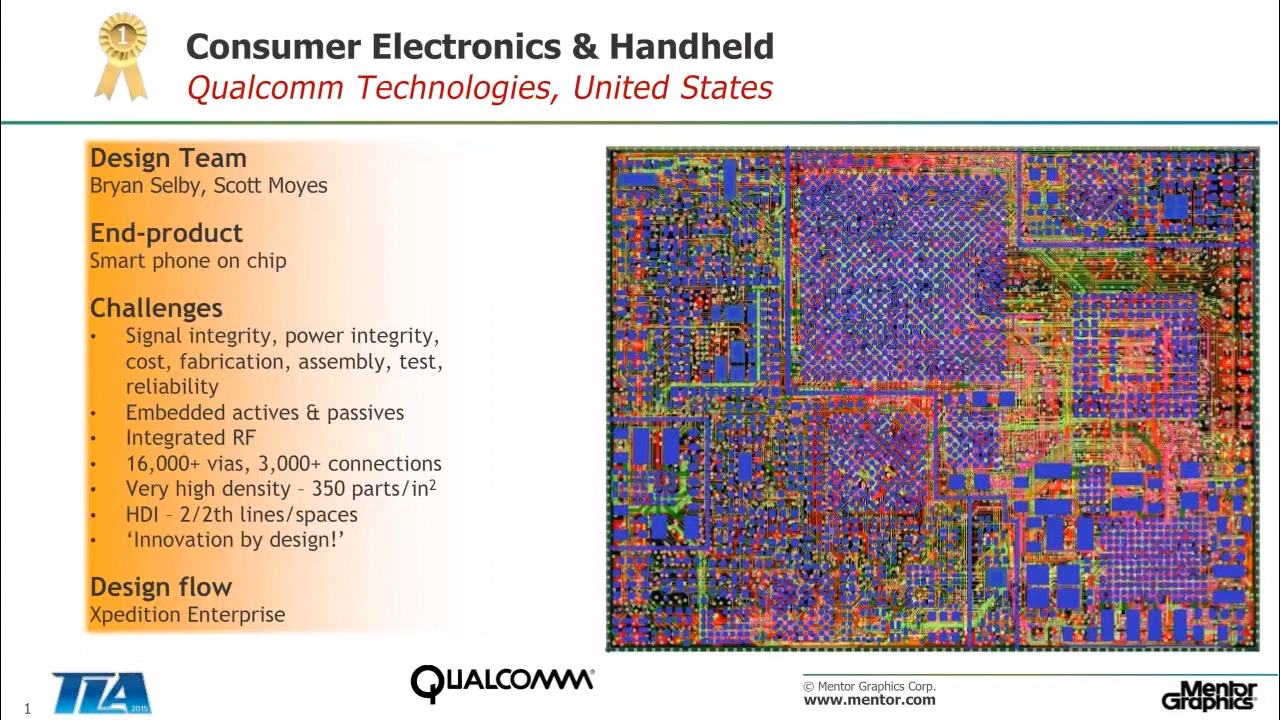 1
Consumer Electronics & Handheld
Qualcomm Technologies, United States
Design Team
Bryan Selby, Scott Moyes
End-product
Smart phone on chip
Challenges
• Signal integrity, power integrity,
cost, fabrication, assembly, test,
reliability
• Embedded actives & passives
• Integrated RF
• 16,000+ vias, 3,000+ connections
• Very high density – 350 parts/in²
• HDI – 2/2th lines/spaces
• ‘Innovation by design!’
Design flow
Xpedition Enterprise
1
TLA 2015
QUALCOMM®
© Mentor Graphics Corp.
www.mentor.com
Mentor
Graphics®